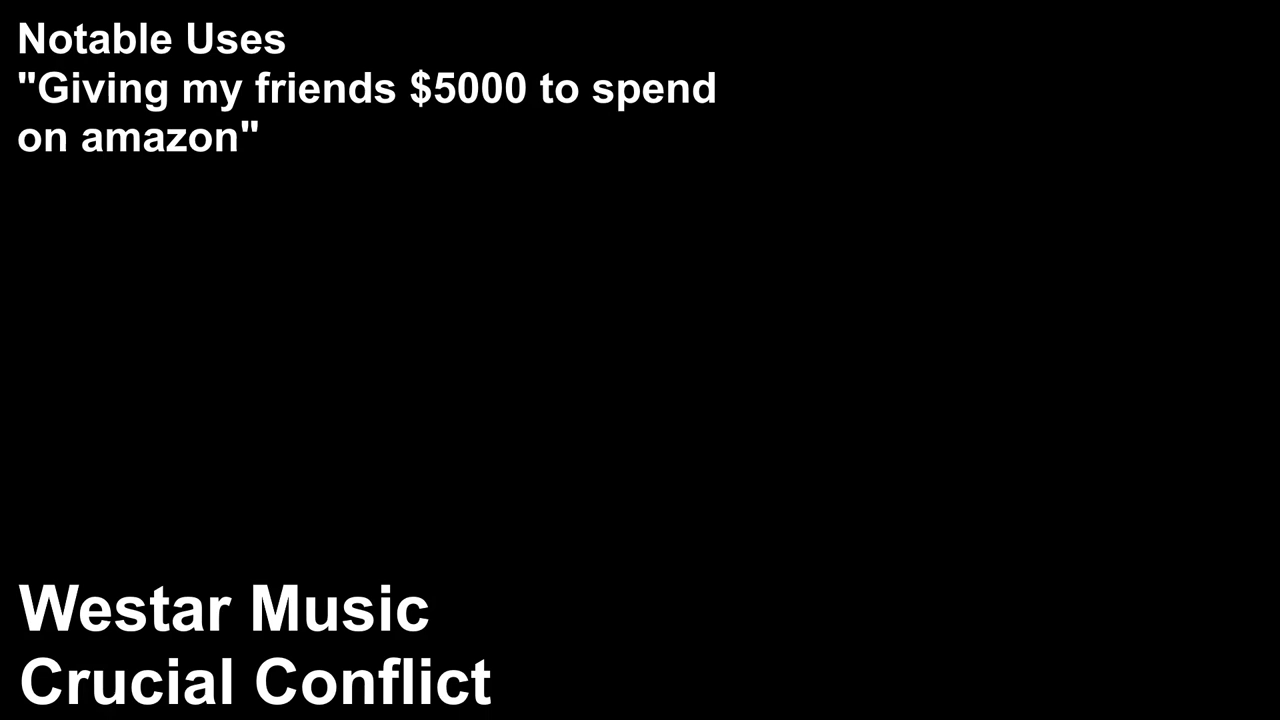 Notable Uses
"Giving my friends $5000 to spend
on amazon"
Westar Music
Crucial Conflict